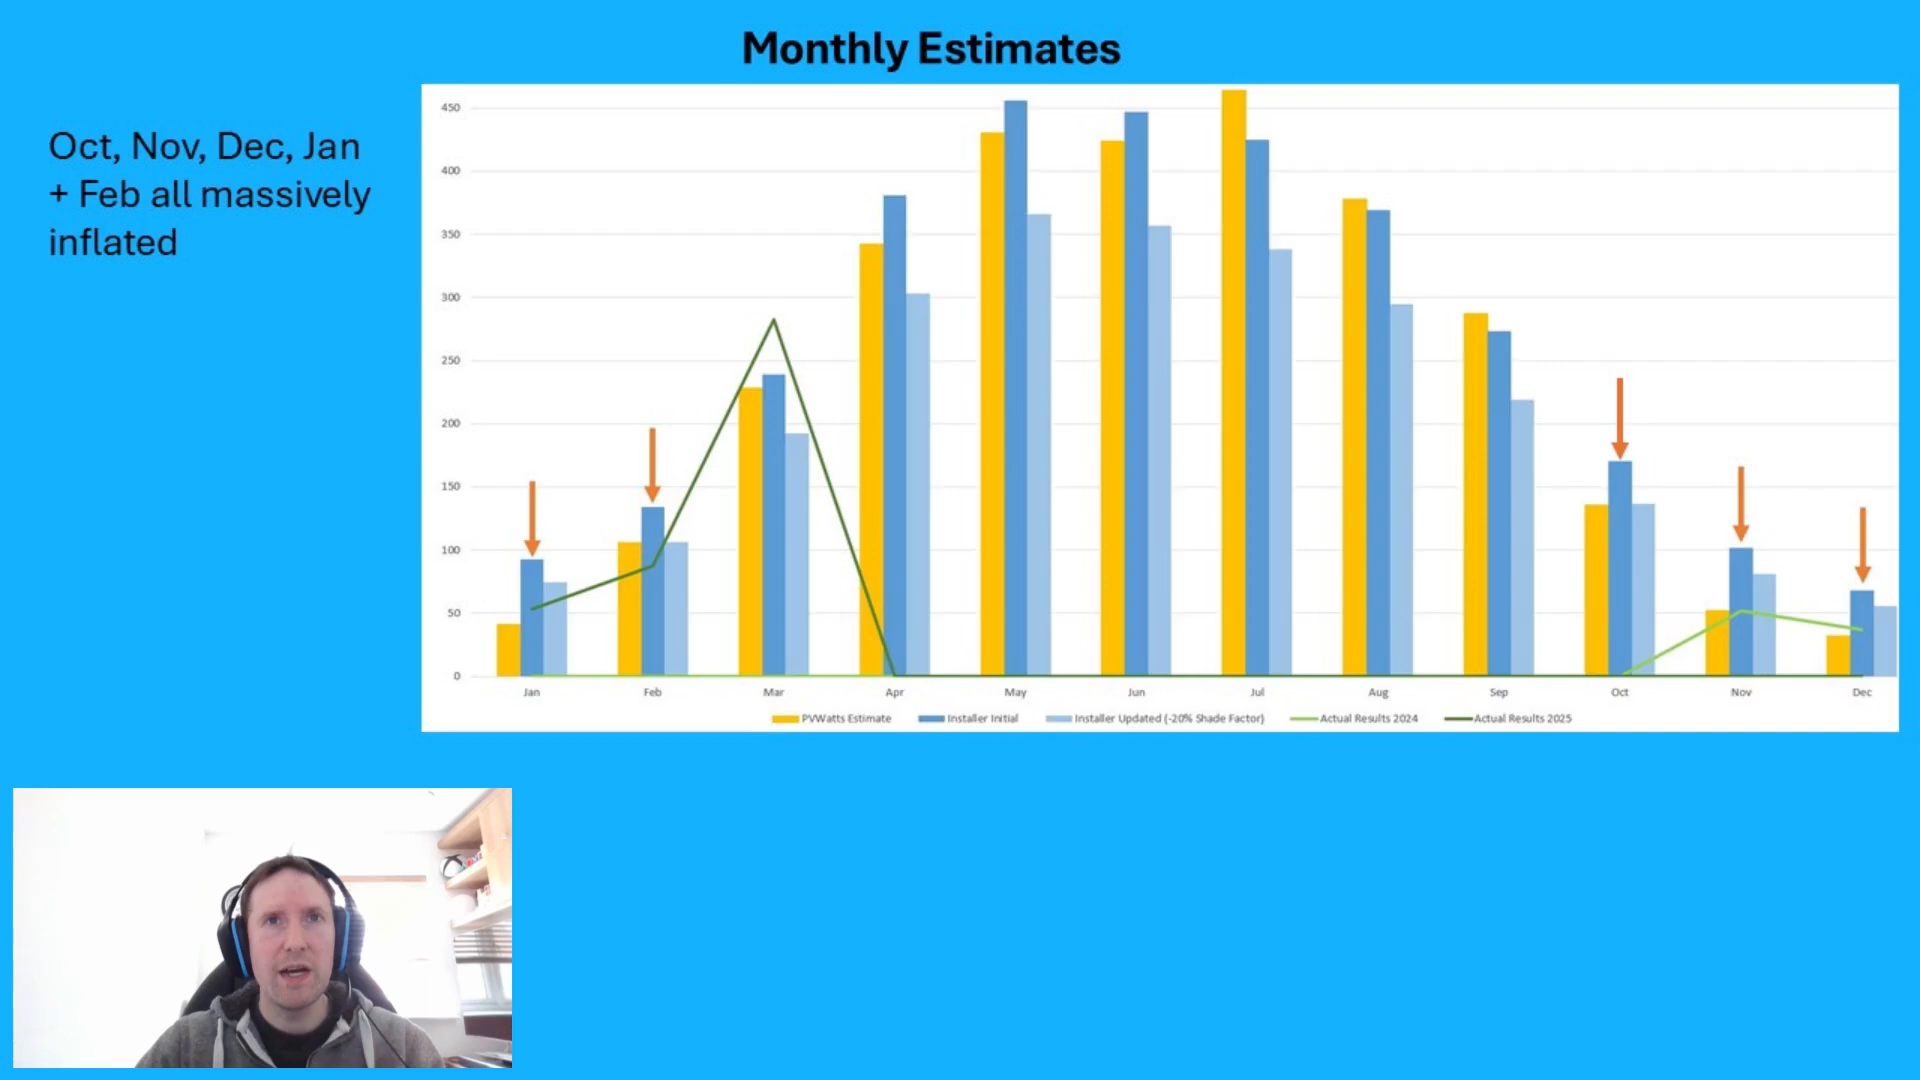 Monthly Estimates
Oct, Nov, Dec, Jan
+ Feb all massively
inflated
450
400
350
300
250
200
150
100
50
0
Jan Feb Mar Apr May Jun Jul Aug Sep Oct Nov Dec
PVWatts Estimate Installer Initial Installer Updated (-20% Shade Factor) Actual Results 2024 Actual Results 2025